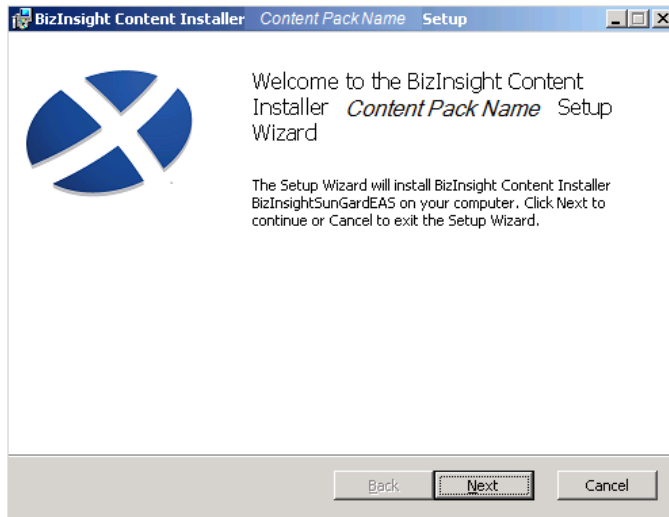 BizInsight Content Installer Content Pack Name Setup
Welcome to the BizInsight Content
Installer Content Pack Name Setup
Wizard
The Setup Wizard will install BizInsight Content Installer
BizInsightSunGardEAS on your computer. Click Next to
continue or Cancel to exit the Setup Wizard.
Back Next Cancel